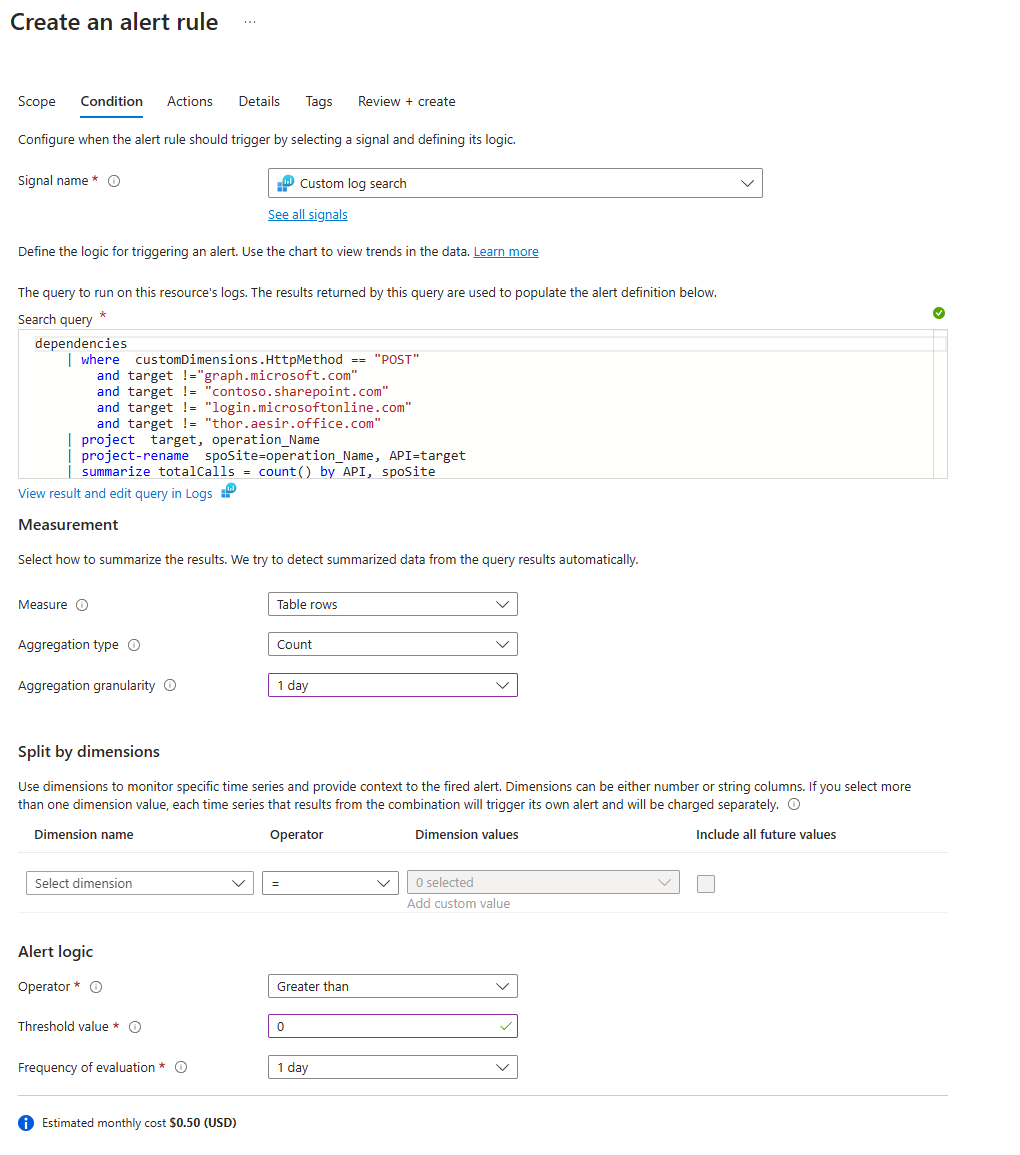 Create an alert rule ...
Scope Condition Actions Details Tags Review + create
Configure when the alert rule should trigger by selecting a signal and defining its logic.
Signal name * Custom log search
See all signals
Define the logic for triggering an alert. Use the chart to view trends in the data. Learn more
The query to run on this resource's logs. The results returned by this query are used to populate the alert definition below.
Search query *
dependencies
| where customDimensions.HttpMethod == "POST"
and target !="graph.microsoft.com"
and target != "contoso.sharepoint.com"
and target != "login.microsoftonline.com"
and target != "thor.aesir.office.com"
| project target, operation_Name
| project-rename spoSite=operation_Name, API=target
| summarize totalCalls = count() by API, spoSite
View result and edit query in Logs
Measurement
Select how to summarize the results. We try to detect summarized data from the query results automatically.
Measure Table rows
Aggregation type Count
Aggregation granularity 1 day
Split by dimensions
Use dimensions to monitor specific time series and provide context to the fired alert. Dimensions can be either number or string columns. If you select more
than one dimension value, each time series that results from the combination will trigger its own alert and will be charged separately.
Dimension name Operator Dimension values Include all future values
Select dimension = 0 selected
Add custom value
Alert logic
Operator * Greater than
Threshold value * 0
Frequency of evaluation * 1 day
Estimated monthly cost $0.50 (USD)